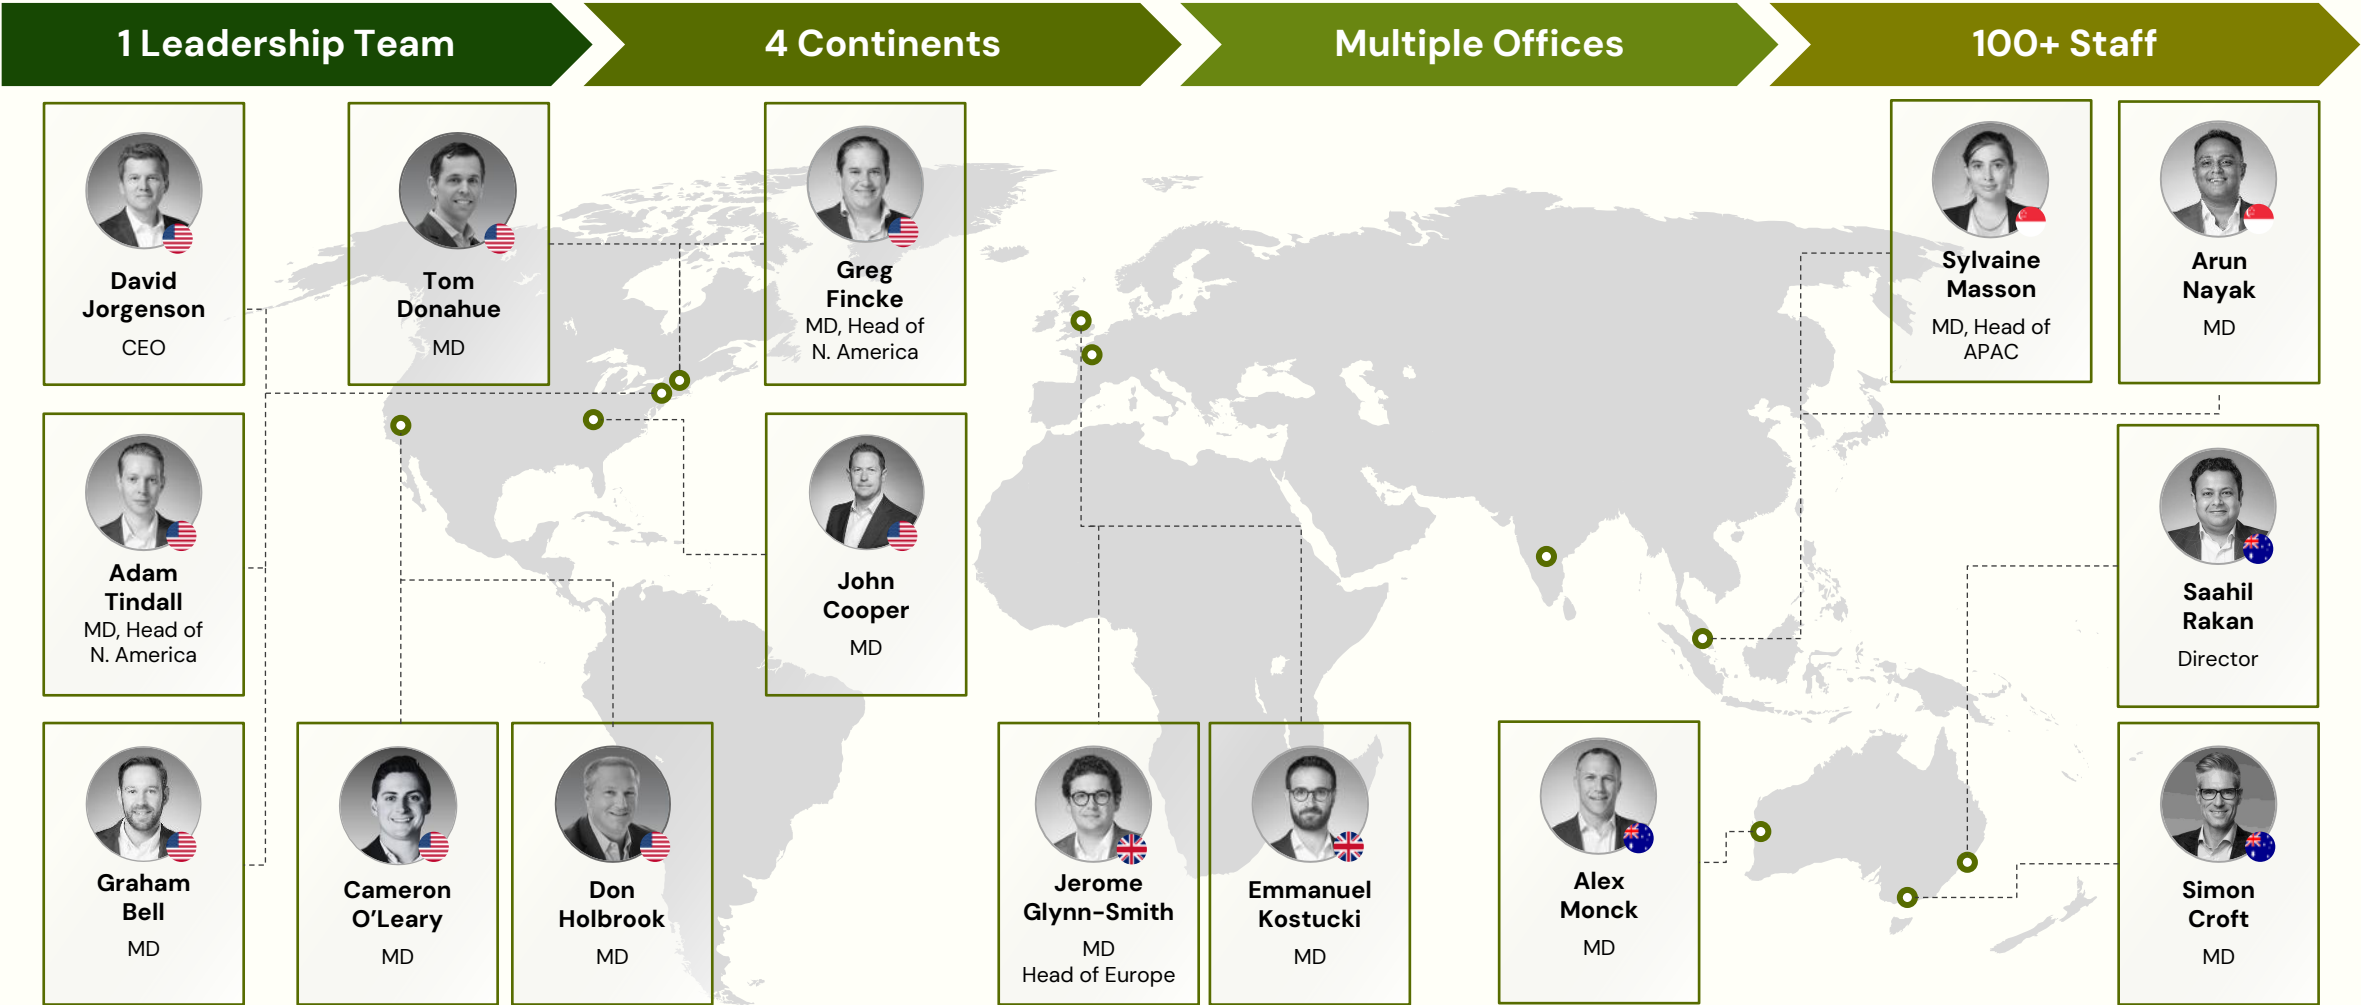 1 Leadership Team
4 Continents
Multiple Offices
100+ Staff
David
Jorgenson
CEO
Tom
Donahue
MD
Greg
Fincke
MD, Head of
N. America
Sylvaine
Masson
MD, Head of
APAC
Arun
Nayak
MD
Adam
Tindall
MD, Head of
N. America
John
Cooper
MD
Saahil
Rakan
Director
Graham
Bell
MD
Cameron
O’Leary
MD
Don
Holbrook
MD
Jerome
Glynn-Smith
MD
Head of Europe
Emmanuel
Kostucki
MD
Alex
Monck
MD
Simon
Croft
MD